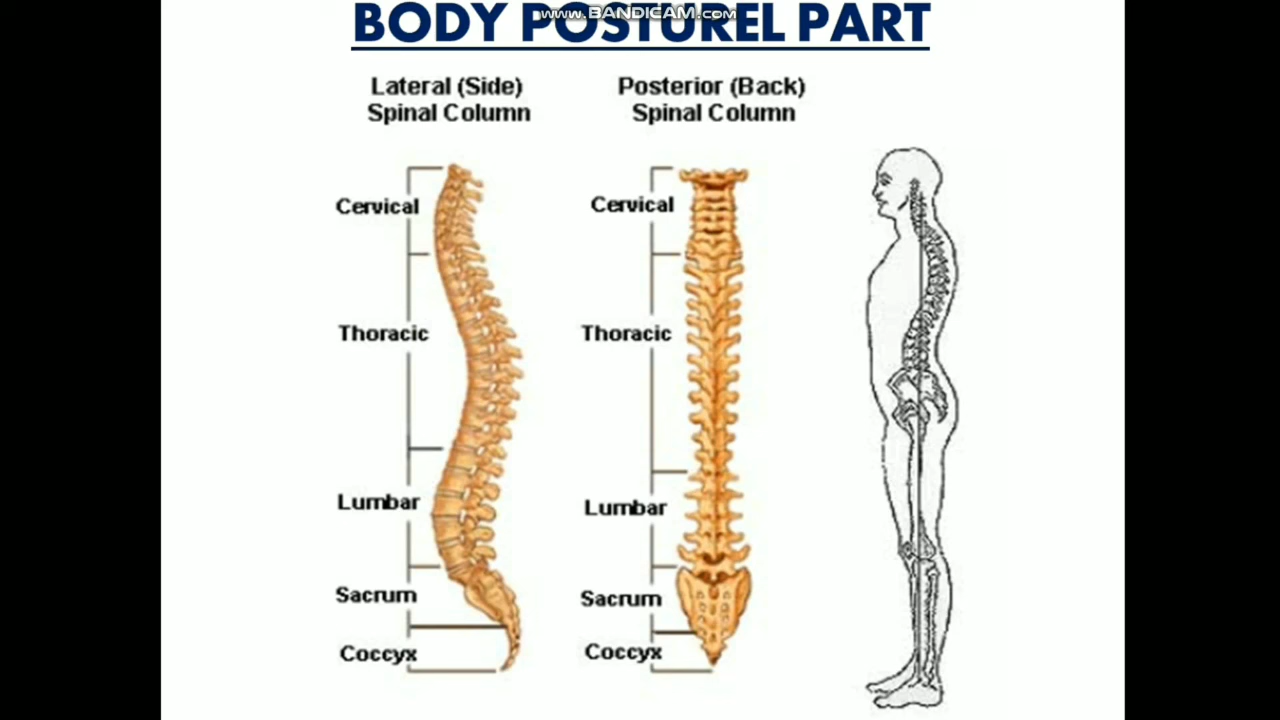 www.BANDICAM.com
BODY POSTUREL PART
Lateral (Side)
Spinal Column
Posterior (Back)
Spinal Column
Cervical
Thoracic
Lumbar
Sacrum
Coccyx
Cervical
Thoracic
Lumbar
Sacrum
Coccyx